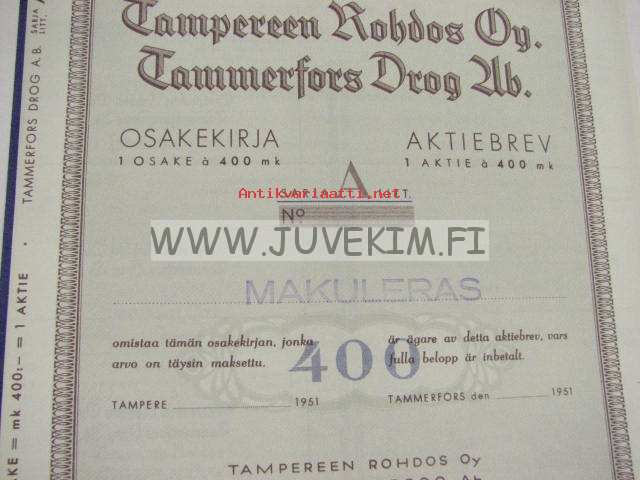 Tampereen Rohdos Oy.
Tammerfors Drog Ab.
OSAKEKIRJA
1 OSAKE à 400 mk
AKTIEBREV
1 AKTIE à 400 mk
A
Antikvariaatti.net
No
WWW.JUVEKIM.FI
MAKULERAS
400
omistaa tämän osakekirjan, jonka
arvo on täysin maksettu.
är ägare av detta aktiebrev, vars
fulla belopp är inbetalt.
TAMPERE 1951
TAMMERFORS den 1951
TAMPEREEN ROHDOS Oy
= mk 400:– = 1 AKTIE · TAMMERFORS DROG A.B. SARJA
LITT.